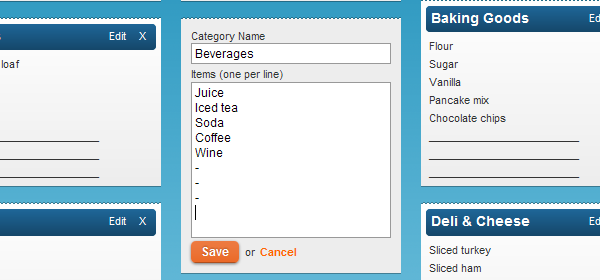 s Edit X
loaf
Edit X
Category Name
Beverages
Items (one per line)
Juice
Iced tea
Soda
Coffee
Wine
-
-
-
Save or Cancel
Baking Goods Ed
Flour
Sugar
Vanilla
Pancake mix
Chocolate chips
Deli & Cheese Ed
Sliced turkey
Sliced ham